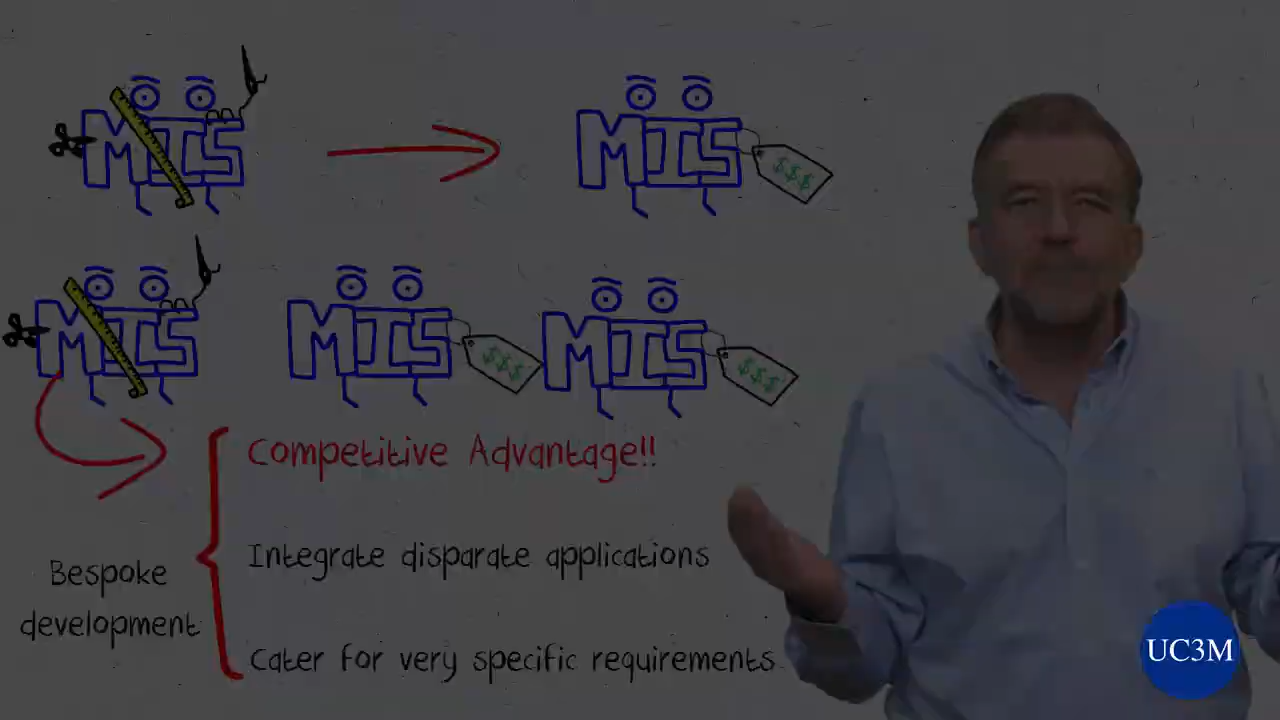 MIS
MIS
$$$
MIS
MIS
$$$
MIS
$$$
Competitive Advantage!!
Integrate disparate applications
Bespoke
development
Cater for very specific requirements
UC3M